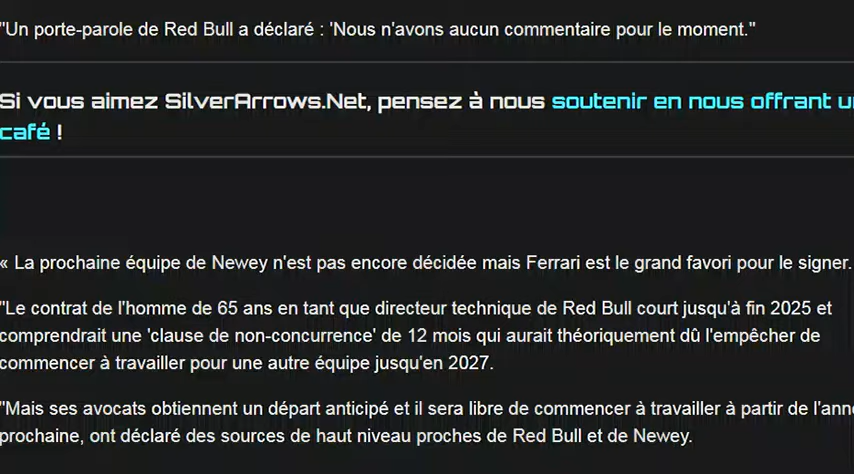 "Un porte-parole de Red Bull a déclaré : 'Nous n'avons aucun commentaire pour le moment."
Si vous aimez SilverArrows.Net, pensez à nous soutenir en nous offrant
café !
« La prochaine équipe de Newey n'est pas encore décidée mais Ferrari est le grand favori pour le signer.
"Le contrat de l'homme de 65 ans en tant que directeur technique de Red Bull court jusqu'à fin 2025 et
comprendrait une 'clause de non-concurrence' de 12 mois qui aurait théoriquement dû l'empêcher de
commencer à travailler pour une autre équipe jusqu'en 2027.
"Mais ses avocats obtiennent un départ anticipé et il sera libre de commencer à travailler à partir de
prochaine, ont déclaré des sources de haut niveau proches de Red Bull et de Newey.